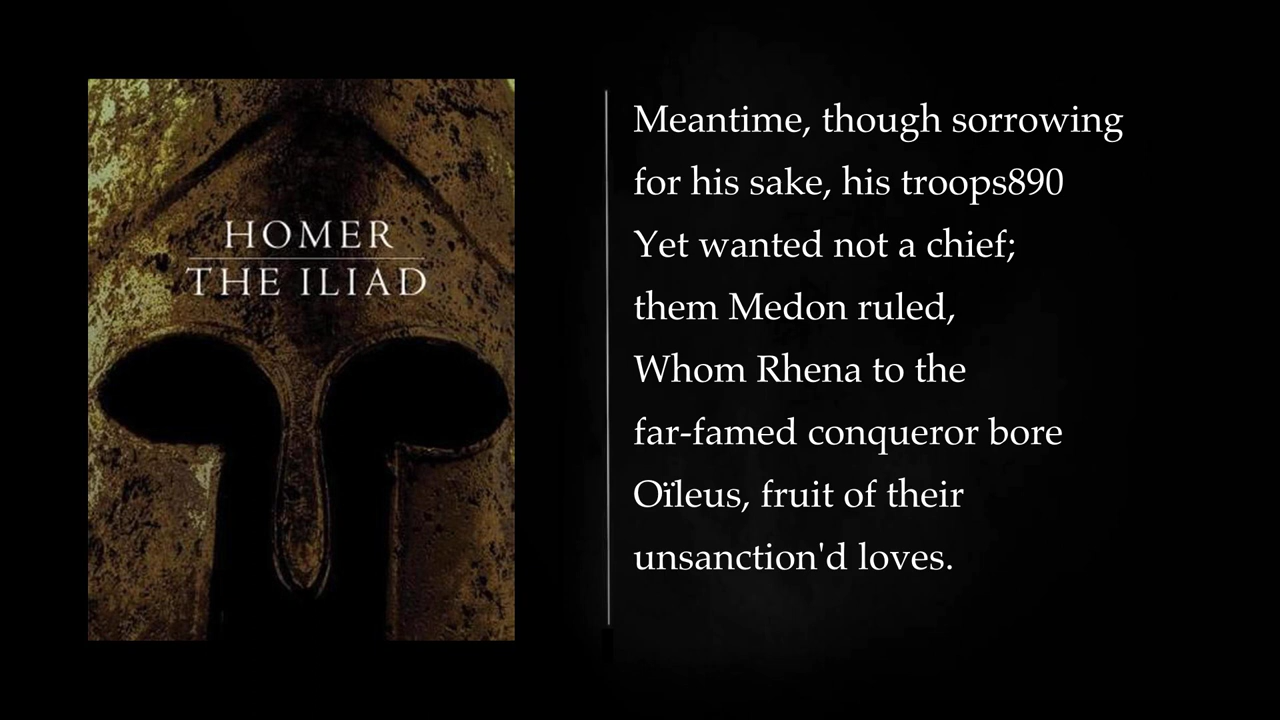 HOMER
THE ILIAD
Meantime, though sorrowing
for his sake, his troops890
Yet wanted not a chief;
them Medon ruled,
Whom Rhena to the
far-famed conqueror bore
Oïleus, fruit of their
unsanction'd loves.